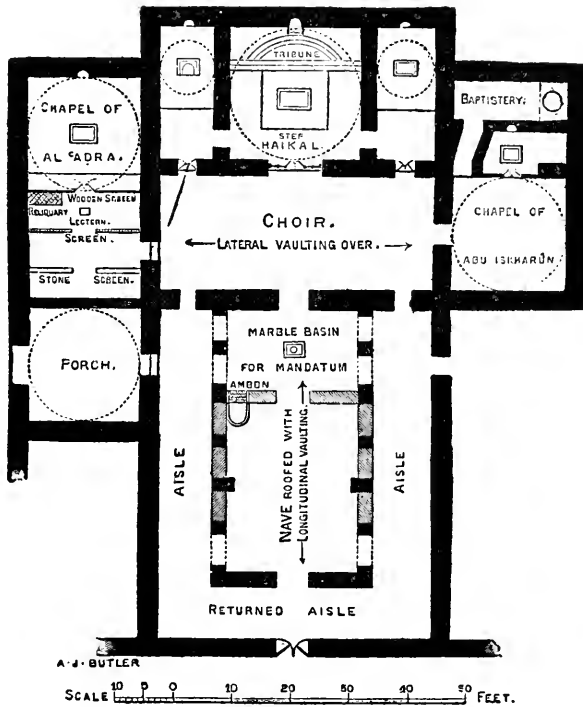 TRIBUNE
STEP
HAIKAL.
CHAPEL OF
AL ʿADRA.
WOODEN SCREEN
RELIQUARY
LECTERN.
SCREEN.
STONE SCREEN.
PORCH.
BAPTISTERY.
CHAPEL OF
CHOIR.
LATERAL VAULTING OVER.
MARBLE BASIN
FOR MANDATUM
AMBON
AISLE
NAVE ROOFED WITH
LONGITUDINAL VAULTING.
AISLE
RETURNED AISLE
A.J. BUTLER
SCALE 10 5 0 10 20 30 40 50 FEET.